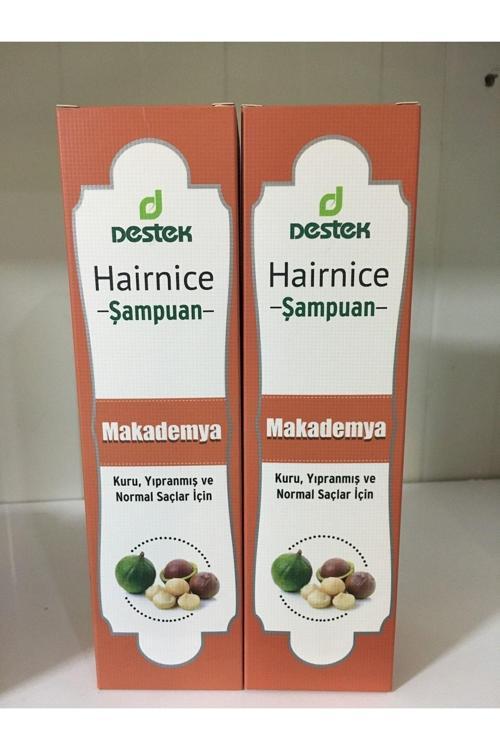 Destek
Hairnice
–Şampuan–
Makademya
Kuru, Yıpranmış ve
Normal Saçlar İçin
Destek
Hairnice
–Şampuan–
Makademya
Kuru, Yıpranmış ve
Normal Saçlar İçin